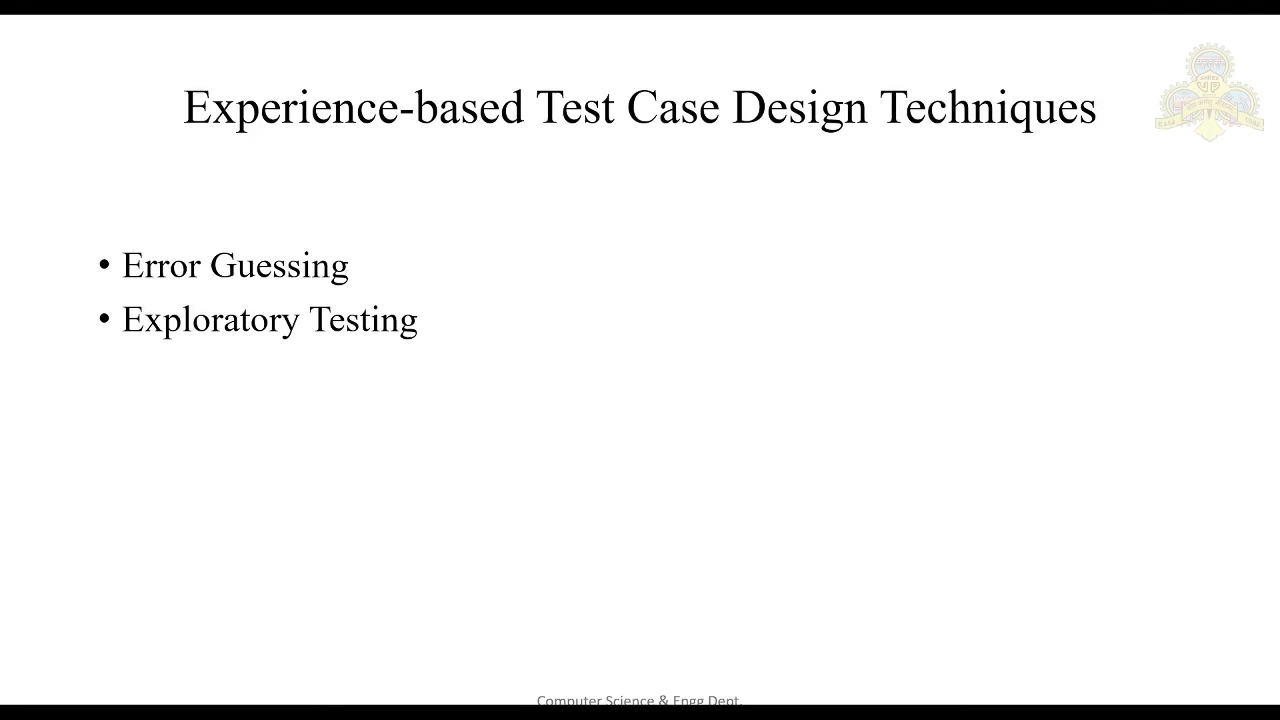 Experience-based Test Case Design Techniques
• Error Guessing
• Exploratory Testing
Computer Science & Engg Dept.